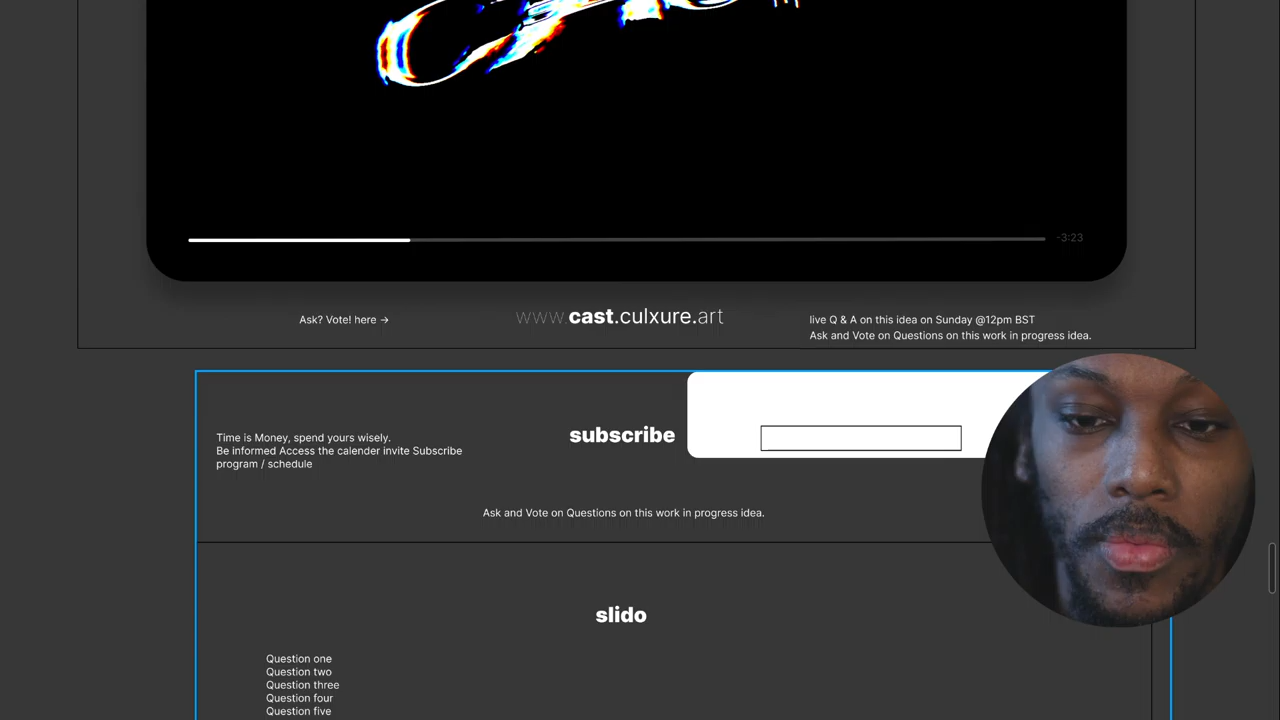 -3:23
Ask? Vote! here →
www.cast.culxure.art
live Q & A on this idea on Sunday @12pm BST
Ask and Vote on Questions on this work in progress idea.
Time is Money, spend yours wisely.
Be informed Access the calender invite Subscribe
program / schedule
subscribe
Ask and Vote on Questions on this work in progress idea.
slido
Question one
Question two
Question three
Question four
Question five